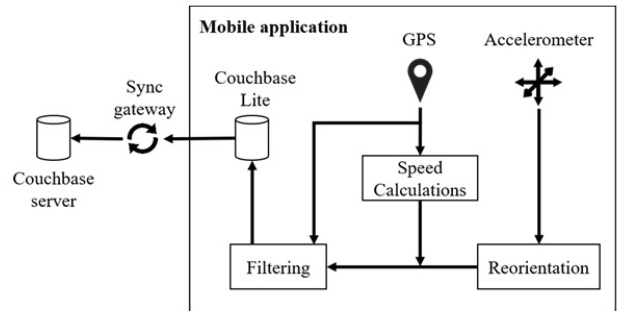 Mobile application
GPS
Accelerometer
Couchbase
Lite
Sync
gateway
Couchbase
server
Speed
Calculations
Filtering
Reorientation